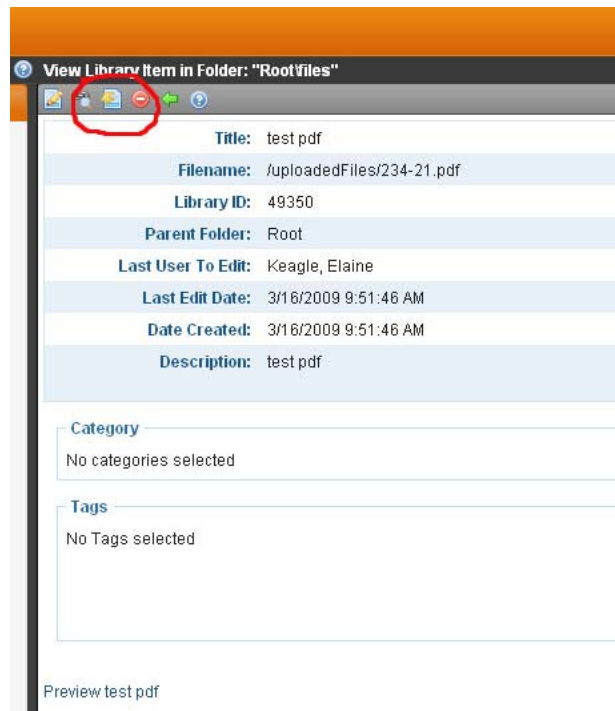 View Library Item in Folder: "Root\files"
Title: test pdf
Filename: /uploadedFiles/234-21.pdf
Library ID: 49350
Parent Folder: Root
Last User To Edit: Keagle, Elaine
Last Edit Date: 3/16/2009 9:51:46 AM
Date Created: 3/16/2009 9:51:46 AM
Description: test pdf
Category
No categories selected
Tags
No Tags selected
Preview test pdf